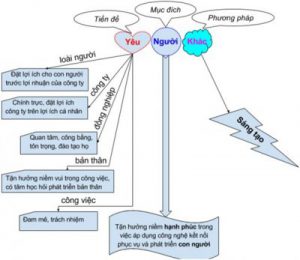 Tiền đề
Mục đích
Phương pháp
Yêu
Người
Khác
loài người
Đặt lợi ích cho con người
trước lợi nhuận của công ty
công ty
Chính trực, đặt lợi ích
công ty trên lợi ích cá nhân
đồng nghiệp
Quan tâm, công bằng,
tôn trọng, đào tạo họ
bản thân
Tận hưởng niềm vui trong công việc,
có tâm học hỏi phát triển bản thân
công việc
Đam mê, trách nhiệm
Sáng tạo
Tận hưởng niềm hạnh phúc trong
việc áp dụng công nghệ kết nối
phục vụ và phát triển con người